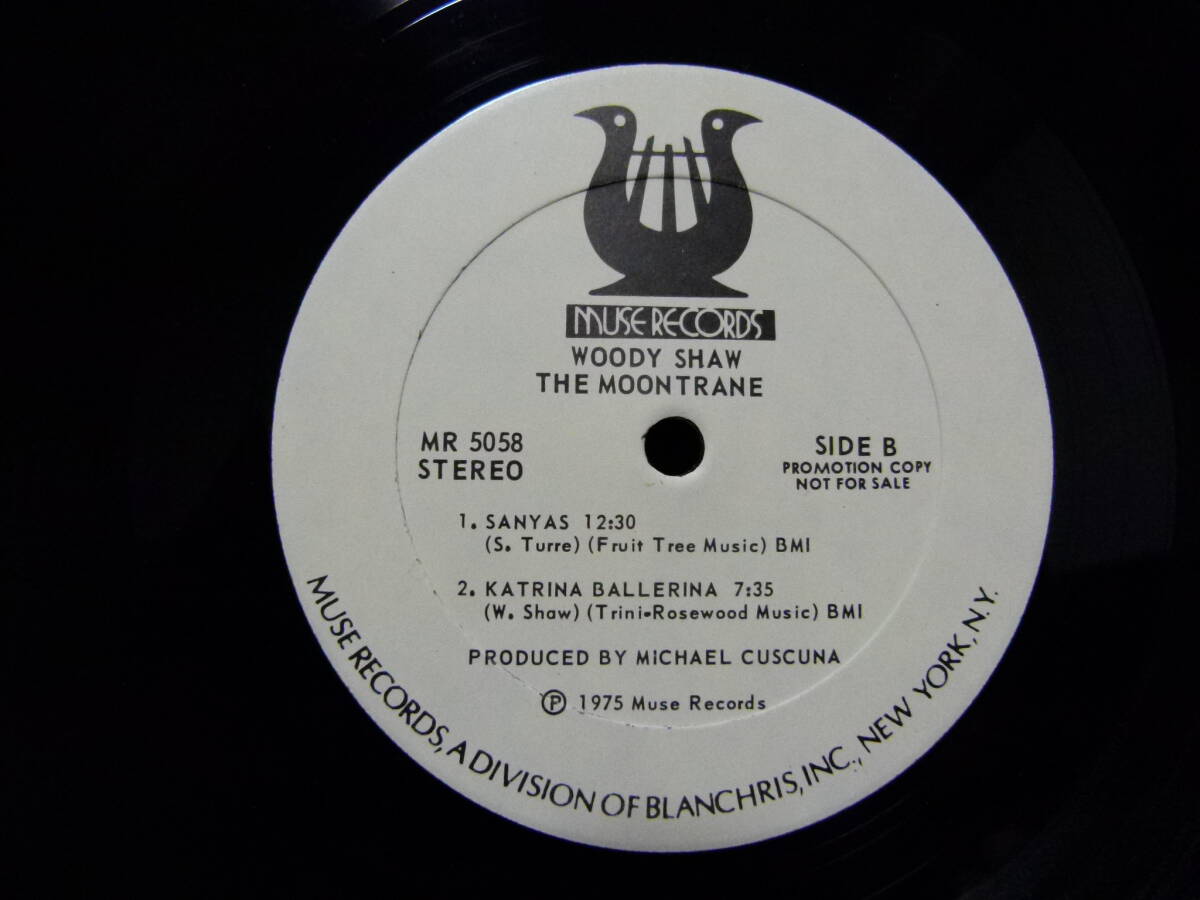 MUSE RECORDS
WOODY SHAW
THE MOONTRANE
MR 5058
STEREO
SIDE B
PROMOTION COPY
NOT FOR SALE
1. SANYAS 12:30
(S. Turre) (Fruit Tree Music) BMI
2. KATRINA BALLERINA 7:35
(W. Shaw) (Trini-Rosewood Music) BMI
PRODUCED BY MICHAEL CUSCUNA
Ⓟ 1975 Muse Records
MUSE RECORDS, A DIVISION OF BLANCHRIS, INC., NEW YORK, N.Y.